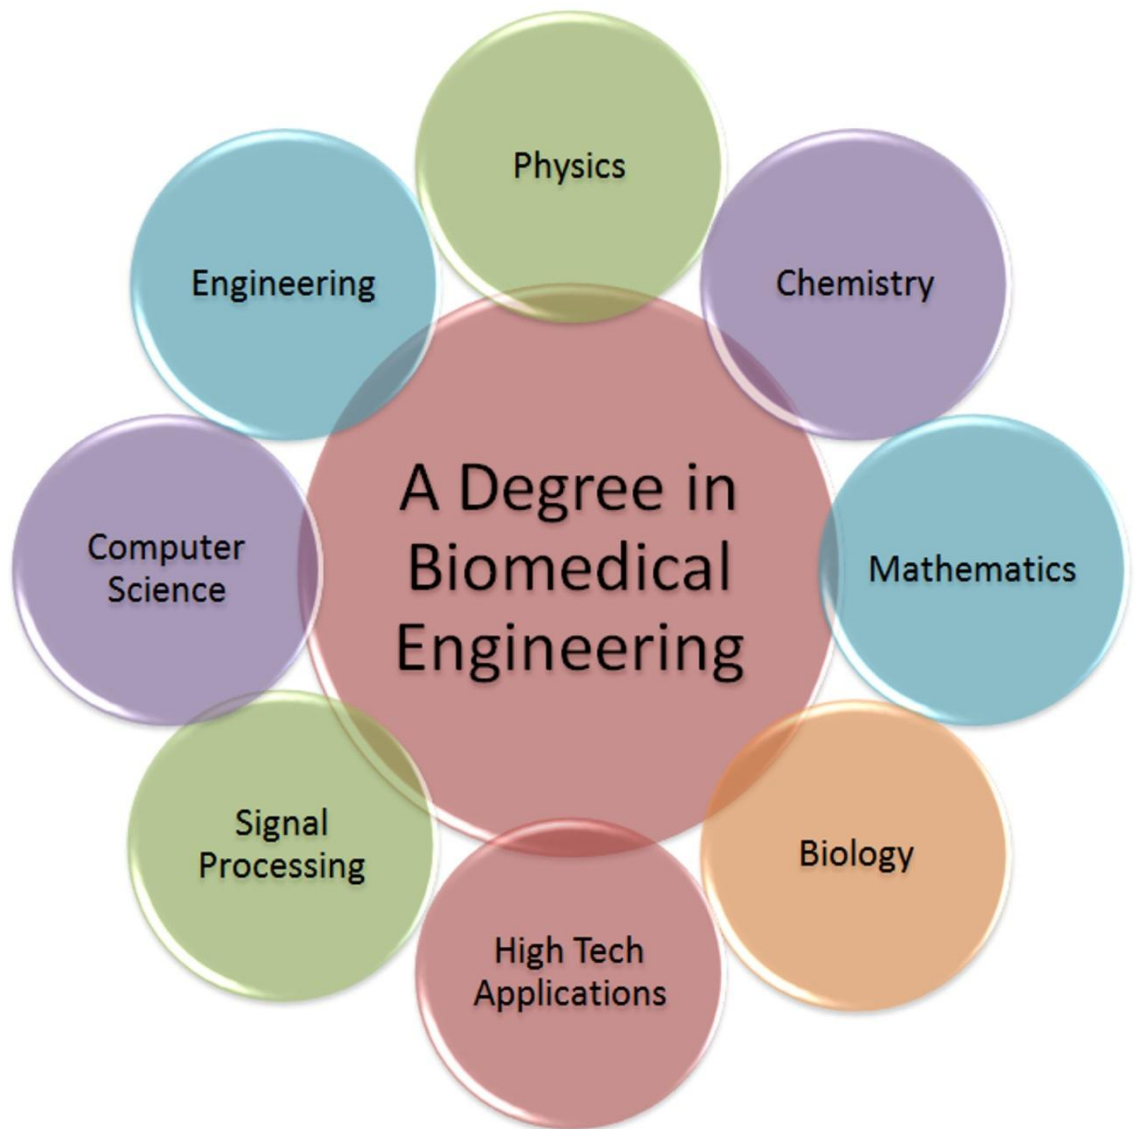 Physics
Engineering
Chemistry
A Degree in
Biomedical
Engineering
Computer
Science
Mathematics
Signal
Processing
Biology
High Tech
Applications